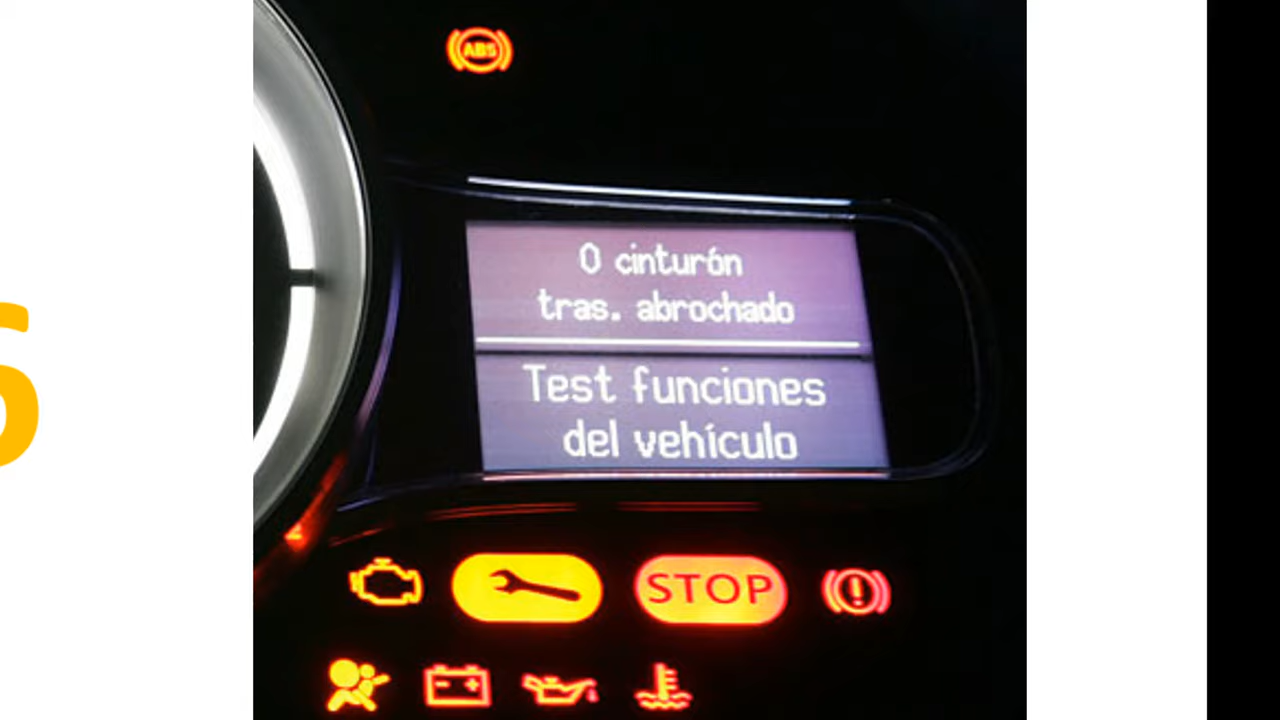 ABS
0 cinturón
tras. abrochado
Test funciones
del vehículo
STOP